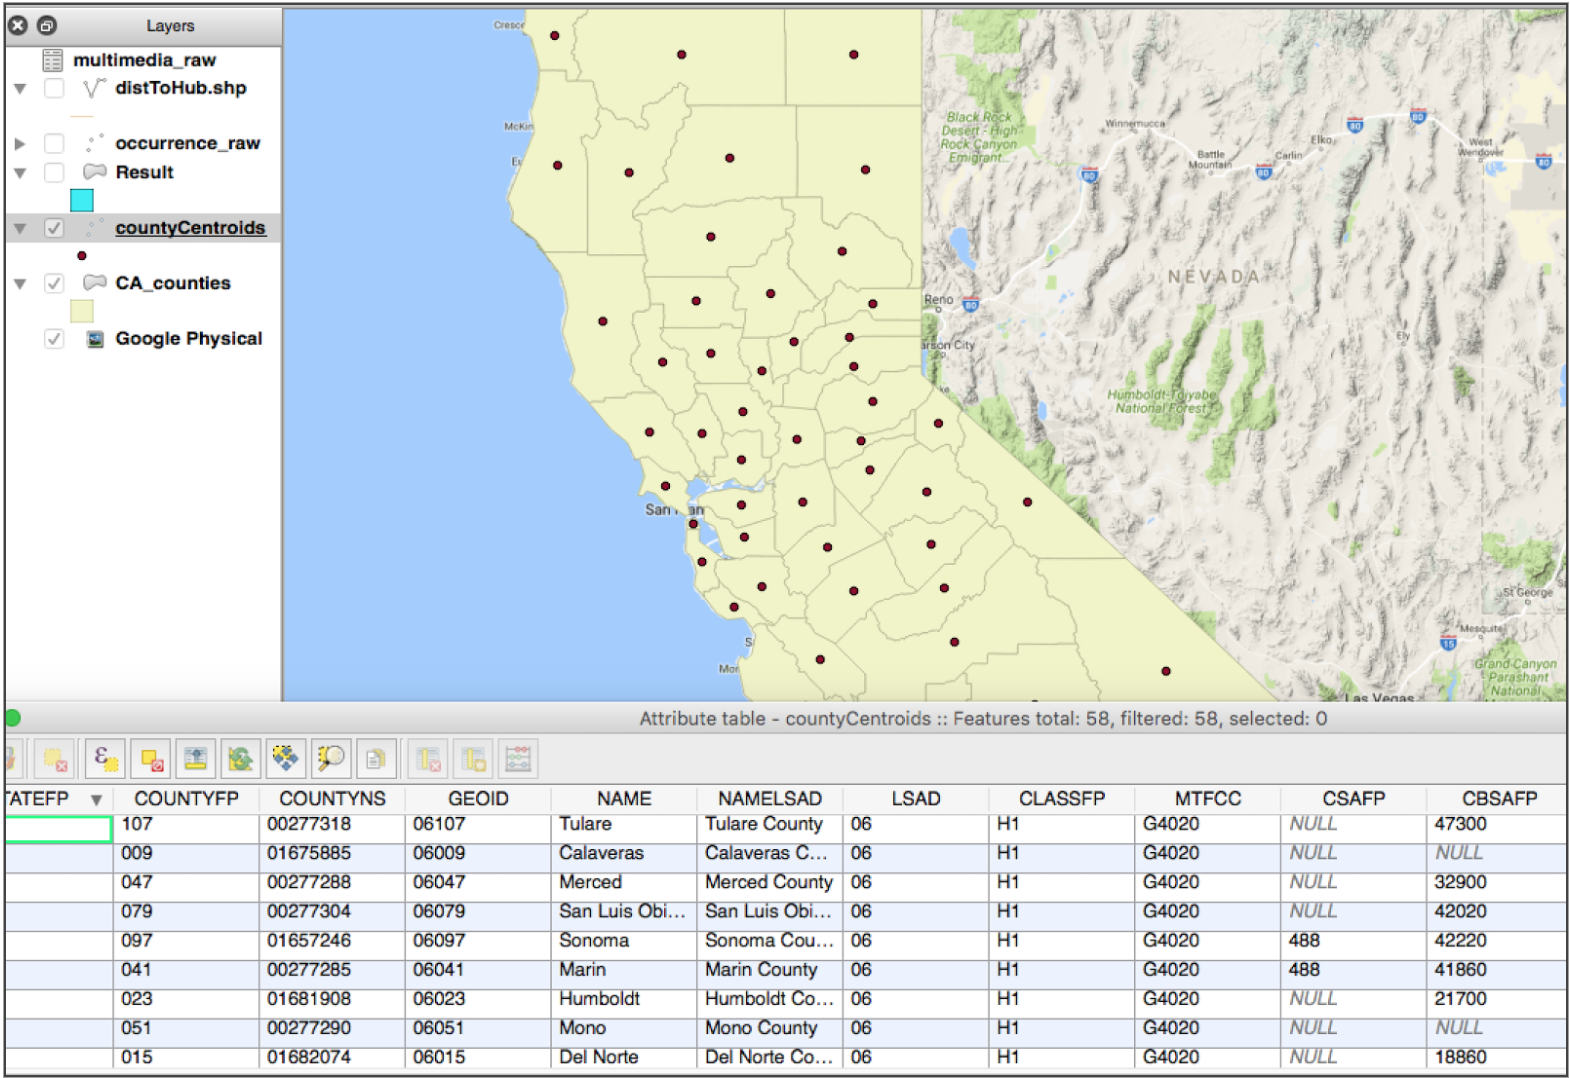 Layers
multimedia_raw
distToHub.shp
occurrence_raw
Result
countyCentroids
CA_counties
Google Physical
Cresc
McKin
Eu
Black Rock
Desert - High
Rock Canyon
Emigrant...
Winnemucca
80
80
Elko
West
Wendover
80
Battle
Mountain
Carlin
80
80
NEVADA
Reno
80
arson City
Ely
Humboldt-Toiyabe
National Forest
San
an
St George
Mesquite
15
Grand Canyon
Parashant
National
S
Mon
Las Vegas
Attribute table - countyCentroids :: Features total: 58, filtered: 58, selected: 0
ε
TATEFP COUNTYFP COUNTYNS GEOID NAME NAMELSAD LSAD CLASSFP MTFCC CSAFP CBSAFP
107 00277318 06107 Tulare Tulare County 06 H1 G4020 NULL 47300
009 01675885 06009 Calaveras Calaveras C... 06 H1 G4020 NULL NULL
047 00277288 06047 Merced Merced County 06 H1 G4020 NULL 32900
079 00277304 06079 San Luis Obi... San Luis Obi... 06 H1 G4020 NULL 42020
097 01657246 06097 Sonoma Sonoma Cou... 06 H1 G4020 488 42220
041 00277285 06041 Marin Marin County 06 H1 G4020 488 41860
023 01681908 06023 Humboldt Humboldt Co... 06 H1 G4020 NULL 21700
051 00277290 06051 Mono Mono County 06 H1 G4020 NULL NULL
015 01682074 06015 Del Norte Del Norte Co... 06 H1 G4020 NULL 18860